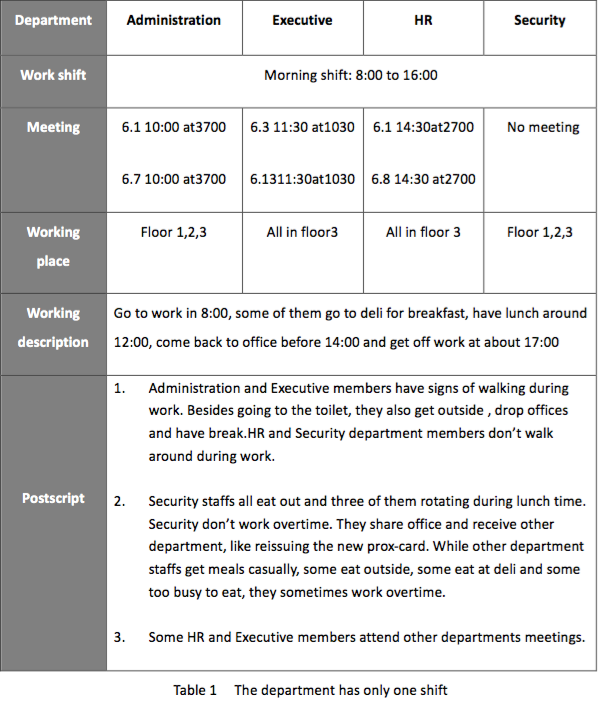 Department Administration Executive HR Security
Work shift Morning shift: 8:00 to 16:00
Meeting 6.1 10:00 at3700 6.3 11:30 at1030 6.1 14:30at2700 No meeting
6.7 10:00 at3700 6.1311:30at1030 6.8 14:30 at2700
Working Floor 1,2,3 All in floor3 All in floor 3 Floor 1,2,3
place
Working Go to work in 8:00, some of them go to deli for breakfast, have lunch around
description 12:00, come back to office before 14:00 and get off work at about 17:00
Postscript
1. Administration and Executive members have signs of walking during
work. Besides going to the toilet, they also get outside , drop offices
and have break.HR and Security department members don’t walk
around during work.
2. Security staffs all eat out and three of them rotating during lunch time.
Security don’t work overtime. They share office and receive other
department, like reissuing the new prox-card. While other department
staffs get meals casually, some eat outside, some eat at deli and some
too busy to eat, they sometimes work overtime.
3. Some HR and Executive members attend other departments meetings.
Table 1 The department has only one shift